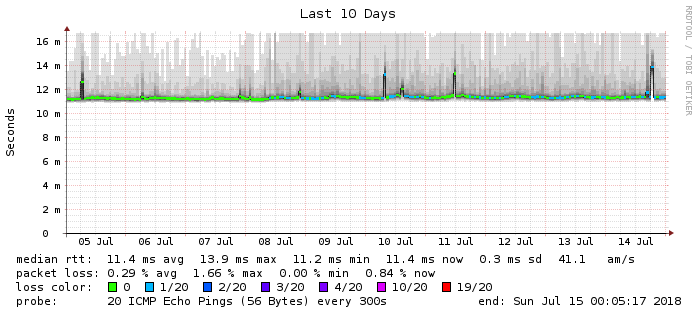 Last 10 Days
RRDTOOL / TOBI OETIKER
Seconds
16 m
14 m
12 m
10 m
8 m
6 m
4 m
2 m
0
05 Jul 06 Jul 07 Jul 08 Jul 09 Jul 10 Jul 11 Jul 12 Jul 13 Jul 14 Jul
median rtt: 11.4 ms avg 13.9 ms max 11.2 ms min 11.4 ms now 0.3 ms sd 41.1 am/s
packet loss: 0.29 % avg 1.66 % max 0.00 % min 0.84 % now
loss color: 0 1/20 2/20 3/20 4/20 10/20 19/20
probe: 20 ICMP Echo Pings (56 Bytes) every 300s end: Sun Jul 15 00:05:17 2018